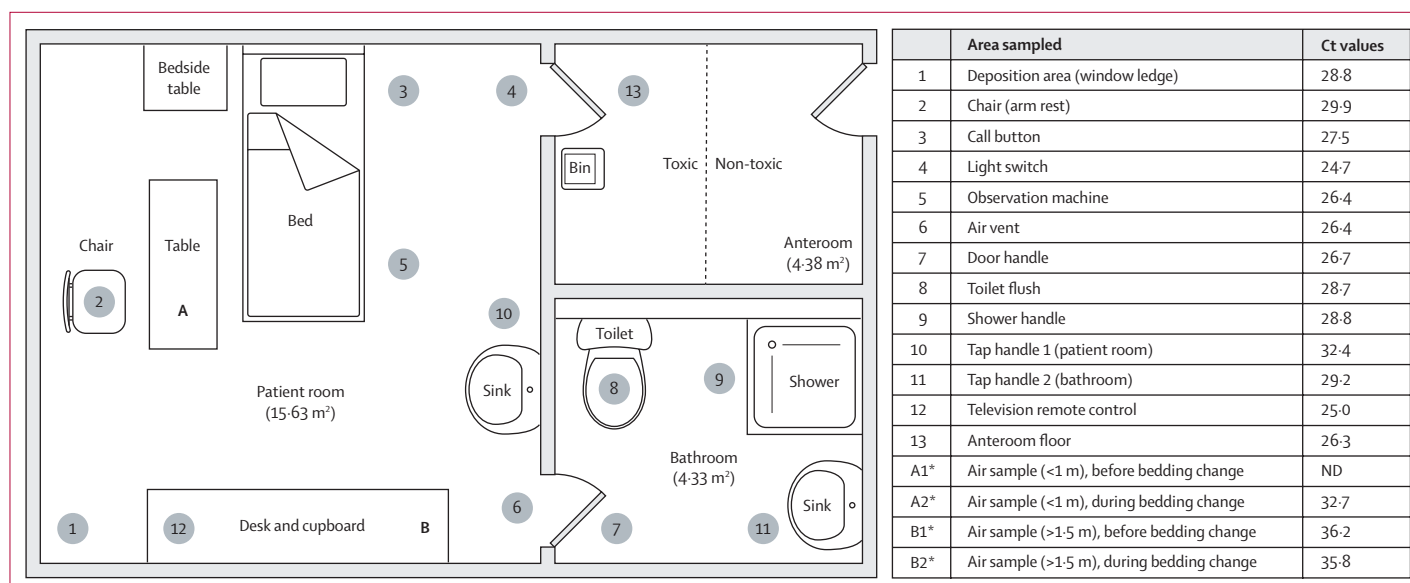 Bedside
table
3
4
13
Bin
Toxic
Non-toxic
Bed
Chair
Table
Anteroom
(4·38 m²)
5
2
A
10
Toilet
Sink
8
9
Shower
Patient room
(15·63 m²)
Bathroom
(4·33 m²)
1
12
Desk and cupboard
B
6
7
11
Sink
Area sampled Ct values
1 Deposition area (window ledge) 28·8
2 Chair (arm rest) 29·9
3 Call button 27·5
4 Light switch 24·7
5 Observation machine 26·4
6 Air vent 26·4
7 Door handle 26·7
8 Toilet flush 28·7
9 Shower handle 28·8
10 Tap handle 1 (patient room) 32·4
11 Tap handle 2 (bathroom) 29·2
12 Television remote control 25·0
13 Anteroom floor 26·3
A1* Air sample (<1 m), before bedding change ND
A2* Air sample (<1 m), during bedding change 32·7
B1* Air sample (>1·5 m), before bedding change 36·2
B2* Air sample (>1·5 m), during bedding change 35·8